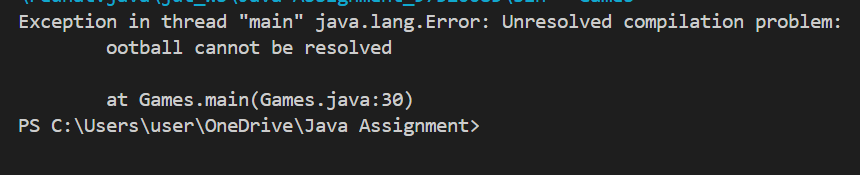 Exception in thread "main" java.lang.Error: Unresolved compilation problem:
ootball cannot be resolved
at Games.main(Games.java:30)
PS C:\Users\user\OneDrive\Java Assignment>